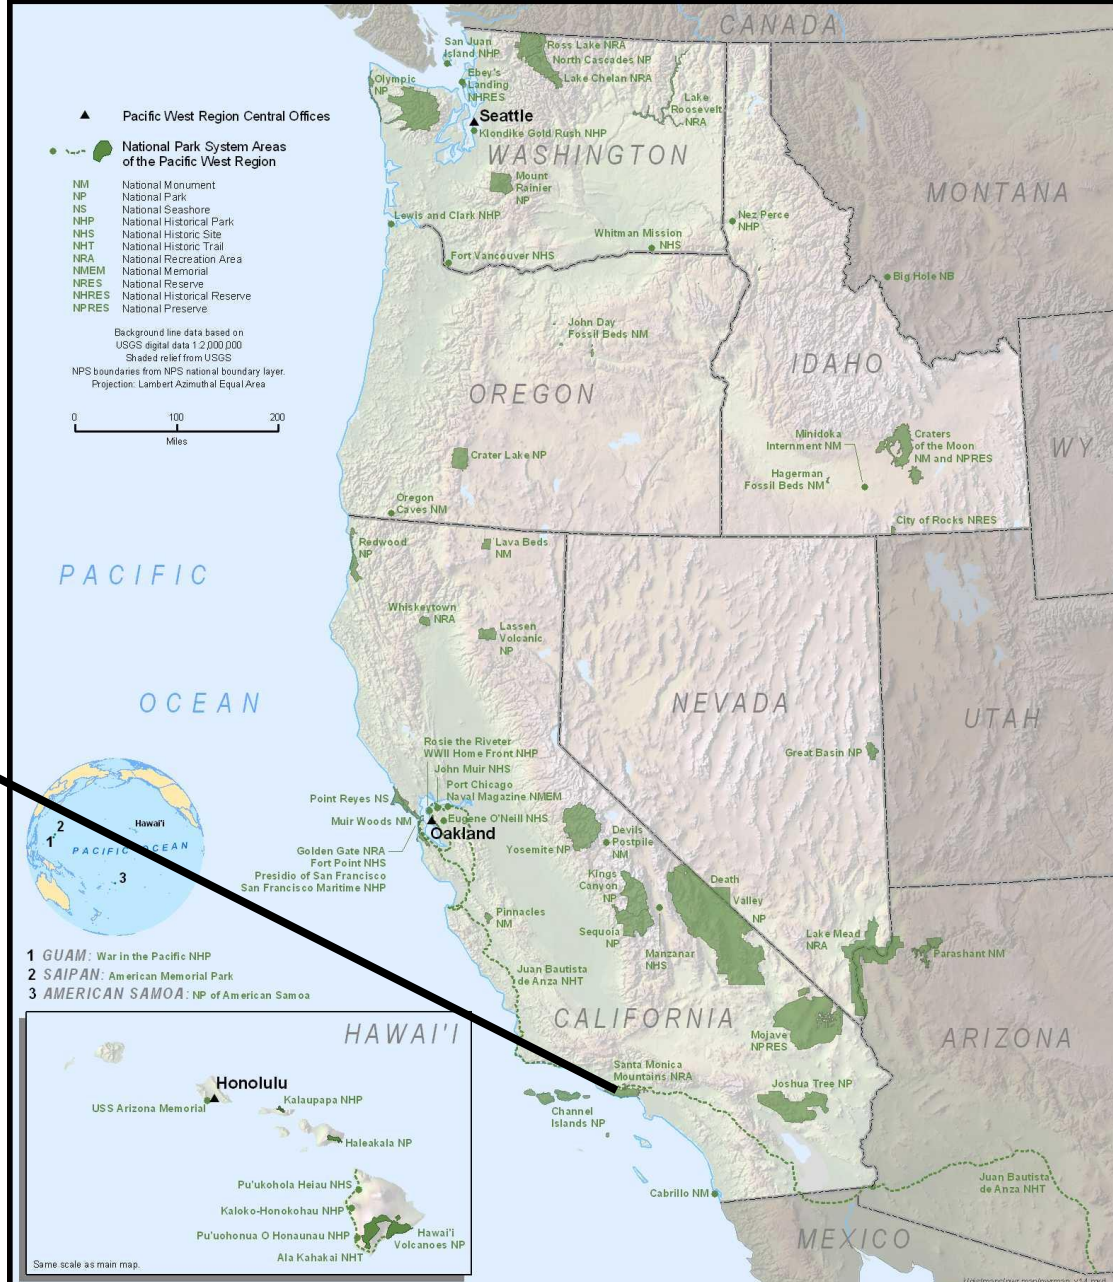 CANADA
San Juan
Island NHP
Ross Lake NRA
North Cascades NP
Lake Chelan NRA
Olympic
NP
Ebey's
Landing
NHRES
Lake
Roosevelt
NRA
Seattle
Klondike Gold Rush NHP
WASHINGTON
Mount
Rainier
NP
MONTANA
Pacific West Region Central Offices
National Park System Areas
of the Pacific West Region
NM National Monument
NP National Park
NS National Seashore
NHP National Historical Park
NHS National Historic Site
NHT National Historic Trail
NRA National Recreation Area
NMEM National Memorial
NRES National Reserve
NHRES National Historical Reserve
NPRES National Preserve
Background line data based on
USGS digital data 1:2,000,000
Shaded relief from USGS
NPS boundaries from NPS national boundary layer.
Projection: Lambert Azimuthal Equal Area
0 100 200
Miles
Lewis and Clark NHP
Fort Vancouver NHS
Whitman Mission
NHS
Nez Perce
NHP
Big Hole NB
John Day
Fossil Beds NM
OREGON
IDAHO
WY
Crater Lake NP
Oregon
Caves NM
Minidoka
Internment NM
Craters
of the Moon
NM and NPRES
Hagerman
Fossil Beds NM
City of Rocks NRES
PACIFIC
OCEAN
Redwood
NP
Lava Beds
NM
Whiskeytown
NRA
Lassen
Volcanic
NP
NEVADA
UTAH
Great Basin NP
Rosie the Riveter
WWII Home Front NHP
John Muir NHS
Port Chicago
Naval Magazine NMEM
Point Reyes NS
Muir Woods NM
Eugene O'Neill NHS
Oakland
Golden Gate NRA
Fort Point NHS
Presidio of San Francisco
San Francisco Maritime NHP
Yosemite NP
Devils
Postpile
NM
Kings
Canyon
NP
Sequoia
NP
Death
Valley
NP
Manzanar
NHS
Pinnacles
NM
Lake Mead
NRA
Parashant NM
Juan Bautista
de Anza NHT
CALIFORNIA
Mojave
NPRES
ARIZONA
Santa Monica
Mountains NRA
Joshua Tree NP
Channel
Islands NP
Cabrillo NM
Juan Bautista
de Anza NHT
MEXICO
Hawai'i
PACIFIC OCEAN
1
2
3
1 GUAM: War in the Pacific NHP
2 SAIPAN: American Memorial Park
3 AMERICAN SAMOA: NP of American Samoa
HAWAI'I
Honolulu
USS Arizona Memorial
Kalaupapa NHP
Haleakala NP
Pu'ukohola Heiau NHS
Kaloko-Honokohau NHP
Pu'uohonua O Honaunau NHP
Ala Kahakai NHT
Hawai'i
Volcanoes NP
Same scale as main map.